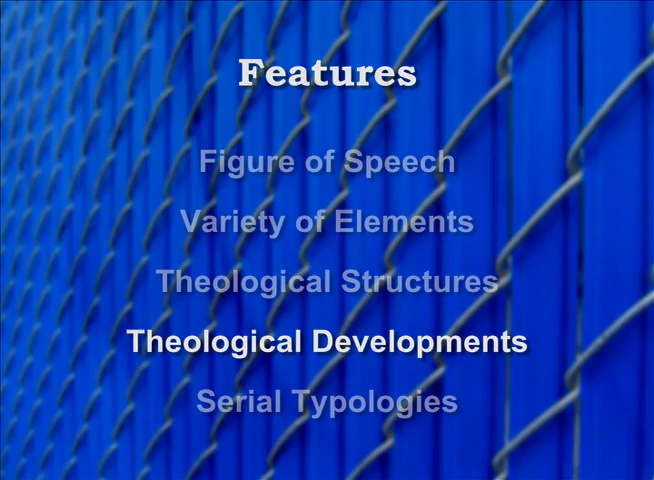 Features
Figure of Speech
Variety of Elements
Theological Structures
Theological Developments
Serial Typologies